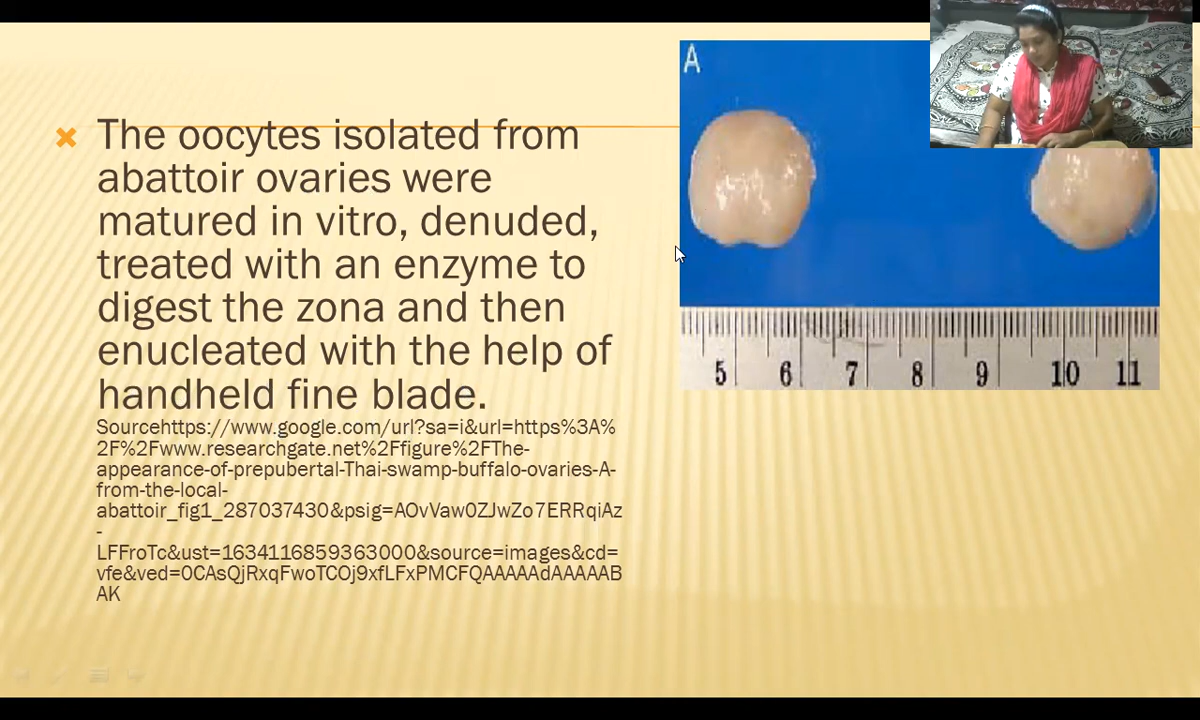 The oocytes isolated from
abattoir ovaries were
matured in vitro, denuded,
treated with an enzyme to
digest the zona and then
enucleated with the help of
handheld fine blade.
Sourcehttps://www.google.com/url?sa=i&url=https%3A%
2F%2Fwww.researchgate.net%2Ffigure%2FThe-
appearance-of-prepubertal-Thai-swamp-buffalo-ovaries-A-
from-the-local-
abattoir_fig1_287037430&psig=AOvVaw0ZJwZo7ERRqiAz
-
LFFroTc&ust=1634116859363000&source=images&cd=
vfe&ved=0CAsQjRxqFwoTCOj9xfLFxPMCFQAAAAAdAAAAAB
AK
A
5 6 7 8 9 10 11